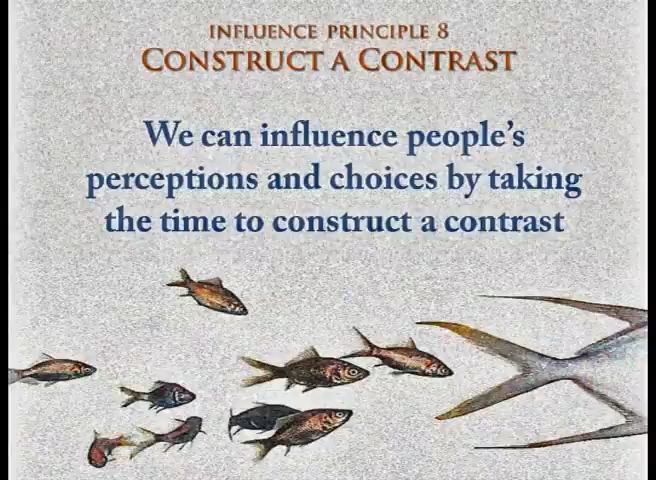 INFLUENCE PRINCIPLE 8
CONSTRUCT A CONTRAST
We can influence people's
perceptions and choices by taking
the time to construct a contrast